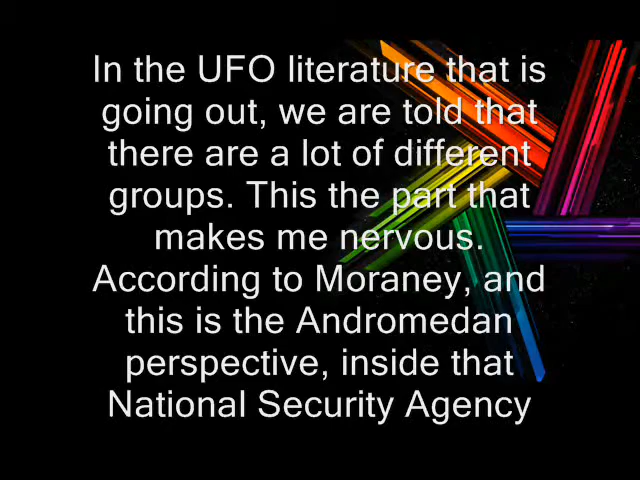 In the UFO literature that is
going out, we are told that
there are a lot of different
groups. This the part that
makes me nervous.
According to Moraney, and
this is the Andromedan
perspective, inside that
National Security Agency